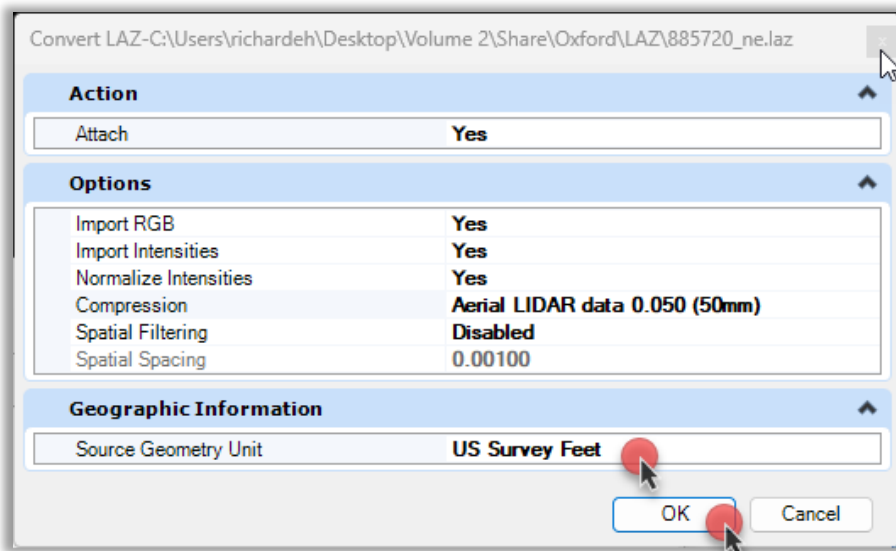 Convert LAZ-C:\Users\richardeh\Desktop\Volume 2\Share\Oxford\LAZ\885720_ne.laz
Action
Attach Yes
Options
Import RGB Yes
Import Intensities Yes
Normalize Intensities Yes
Compression Aerial LIDAR data 0.050 (50mm)
Spatial Filtering Disabled
Spatial Spacing 0.00100
Geographic Information
Source Geometry Unit US Survey Feet
OK Cancel